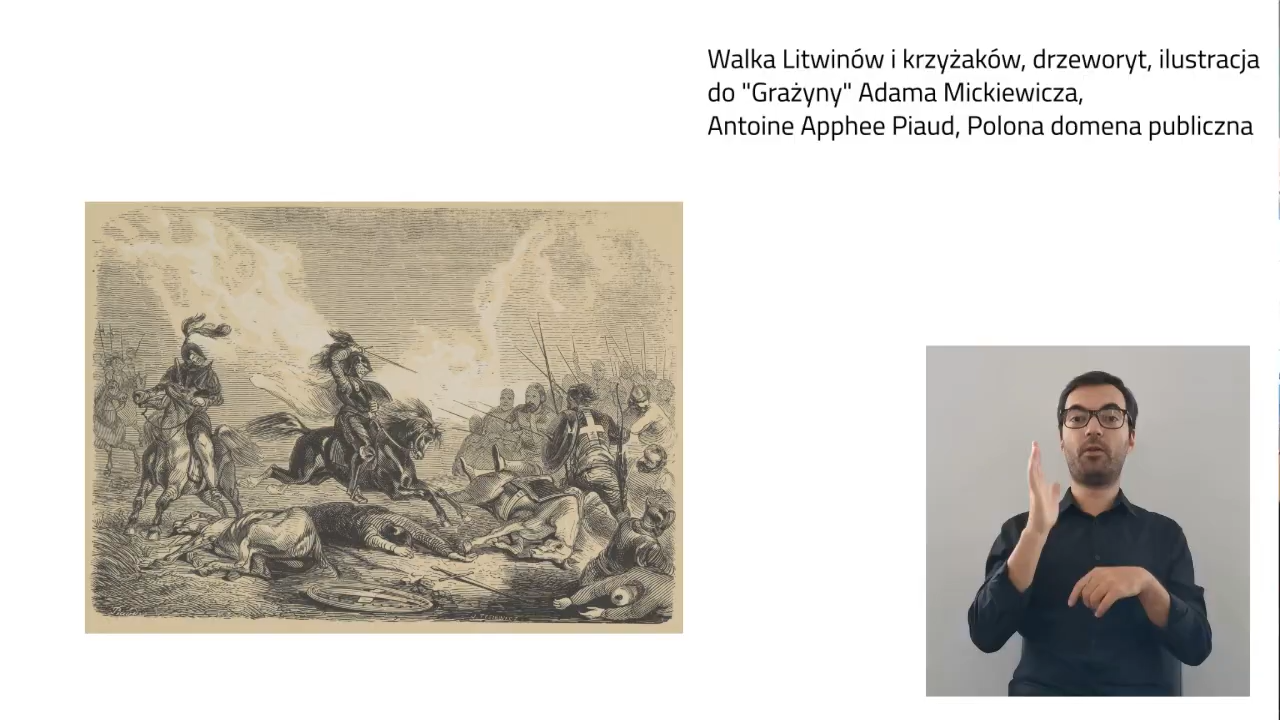 Walka Litwinów i krzyżaków, drzeworyt, ilustracja
do "Grażyny" Adama Mickiewicza,
Antoine Apphee Piaud, Polona domena publiczna